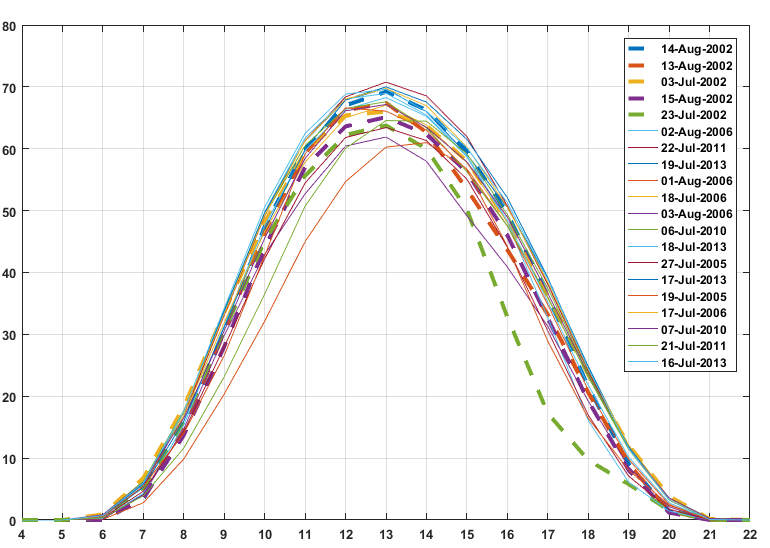 80
70
60
50
40
30
20
10
0
4 5 6 7 8 9 10 11 12 13 14 15 16 17 18 19 20 21 22
14-Aug-2002
13-Aug-2002
03-Jul-2002
15-Aug-2002
23-Jul-2002
02-Aug-2006
22-Jul-2011
19-Jul-2013
01-Aug-2006
18-Jul-2006
03-Aug-2006
06-Jul-2010
18-Jul-2013
27-Jul-2005
17-Jul-2013
19-Jul-2005
17-Jul-2006
07-Jul-2010
21-Jul-2011
16-Jul-2013